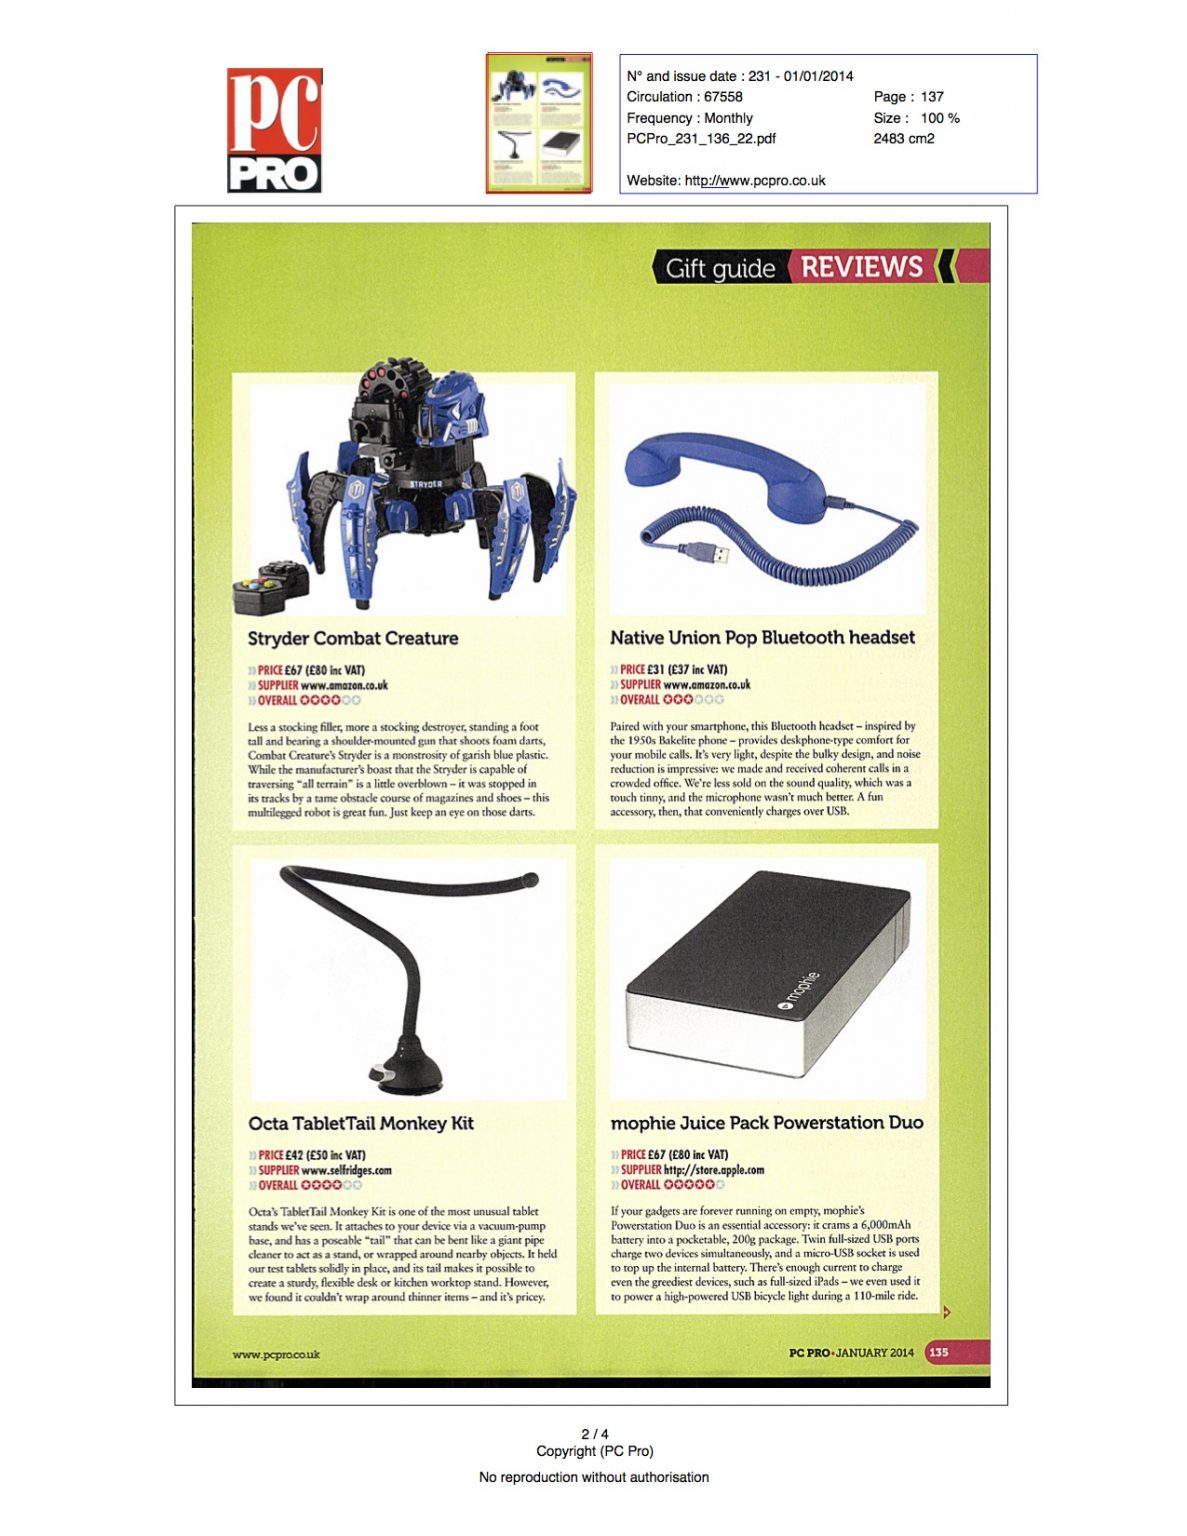 PC
PRO
N° and issue date : 231 - 01/01/2014
Circulation : 67558
Page : 137
Frequency : Monthly
Size : 100 %
PCPro_231_136_22.pdf
2483 cm2
Website: http://www.pcpro.co.uk
Gift guide REVIEWS
STRYDER
Stryder Combat Creature
PRICE £67 (£80 inc VAT)
SUPPLIER www.amazon.co.uk
OVERALL
Less a stocking filler, more a stocking destroyer, standing a foot
tall and bearing a shoulder-mounted gun that shoots foam darts,
Combat Creature's Stryder is a monstrosity of garish blue plastic.
While the manufacturer's boast that the Stryder is capable of
traversing "all terrain" is a little overblown – it was stopped in
its tracks by a tame obstacle course of magazines and shoes – this
multilegged robot is great fun. Just keep an eye on those darts.
Native Union Pop Bluetooth headset
PRICE £31 (£37 inc VAT)
SUPPLIER www.amazon.co.uk
OVERALL
Paired with your smartphone, this Bluetooth headset – inspired by
the 1950s Bakelite phone – provides deskphone-type comfort for
your mobile calls. It's very light, despite the bulky design, and noise
reduction is impressive: we made and received coherent calls in a
crowded office. We're less sold on the sound quality, which was a
touch tinny, and the microphone wasn't much better. A fun
accessory, then, that conveniently charges over USB.
Octa TabletTail Monkey Kit
PRICE £42 (£50 inc VAT)
SUPPLIER www.selfridges.com
OVERALL
Octa's TabletTail Monkey Kit is one of the most unusual tablet
stands we've seen. It attaches to your device via a vacuum-pump
base, and has a poseable "tail" that can be bent like a giant pipe
cleaner to act as a stand, or wrapped around nearby objects. It held
our test tablets solidly in place, and its tail makes it possible to
create a sturdy, flexible desk or kitchen worktop stand. However,
we found it couldn't wrap around thinner items – and it's pricey.
mophie
mophie Juice Pack Powerstation Duo
PRICE £67 (£80 inc VAT)
SUPPLIER http://store.apple.com
OVERALL
If your gadgets are forever running on empty, mophie's
Powerstation Duo is an essential accessory: it crams a 6,000mAh
battery into a pocketable, 200g package. Twin full-sized USB ports
charge two devices simultaneously, and a micro-USB socket is used
to top up the internal battery. There's enough current to charge
even the greediest devices, such as full-sized iPads – we even used it
to power a high-powered USB bicycle light during a 110-mile ride.
www.pcpro.co.uk
PC PRO•JANUARY 2014 135
2 / 4
Copyright (PC Pro)
No reproduction without authorisation